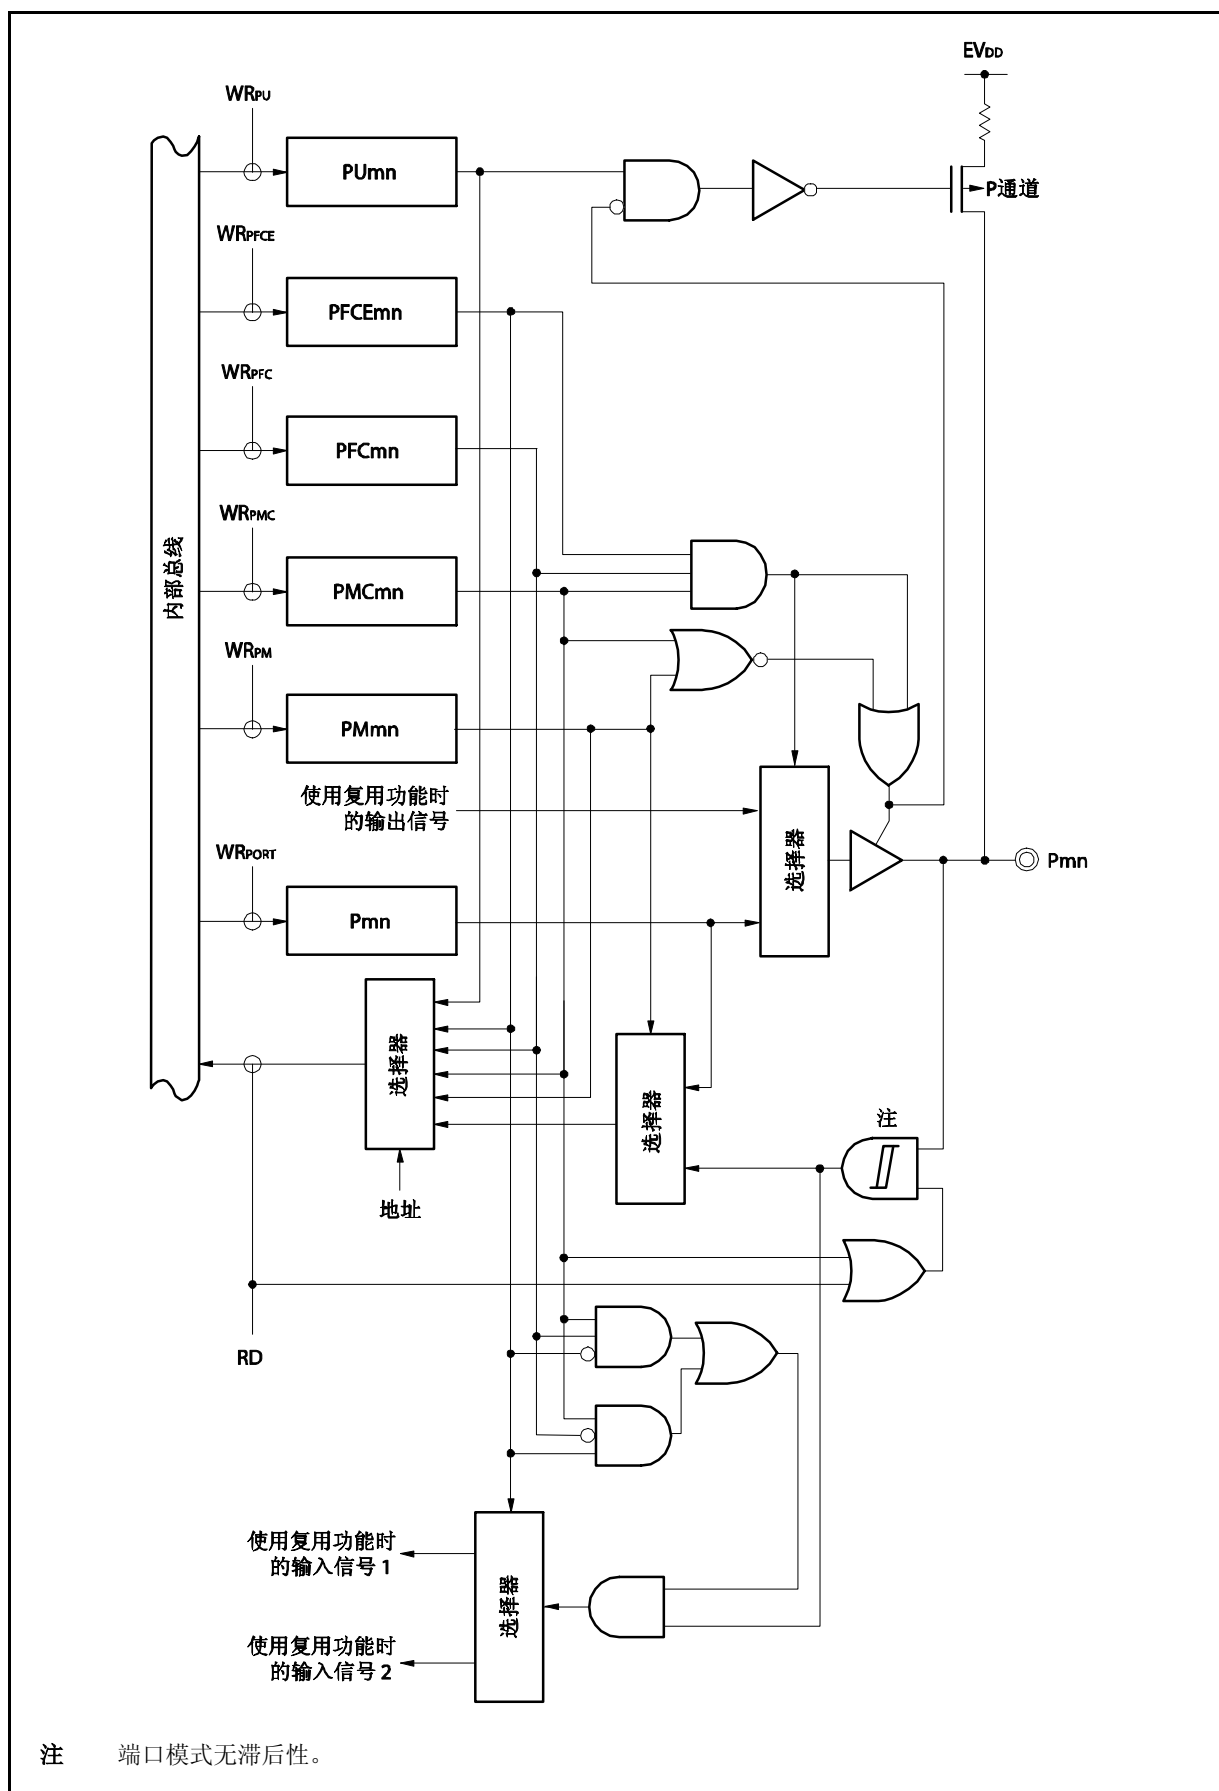 EVDD
WRPU
PUmn
P通道
WRPFCE
PFCEmn
WRPFC
PFCmn
WRPMC
内部总线
PMCmn
WRPM
PMmn
使用复用功能时
的输出信号
选择器
WRPORT
Pmn
Pmn
选择器
选择器
注
地址
RD
使用复用功能时
的输入信号 1
选择器
使用复用功能时
的输入信号 2
注 端口模式无滞后性。